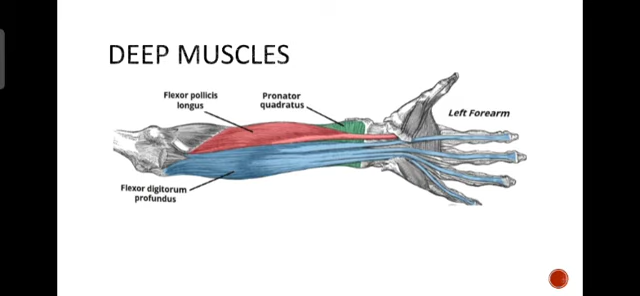 DEEP MUSCLES
Flexor pollicis
longus
Pronator
quadratus
Left Forearm
Flexor digitorum
profundus